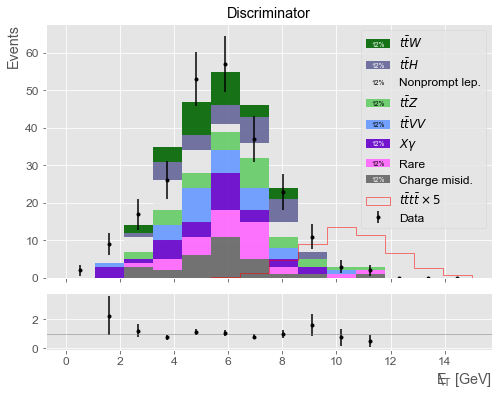 Discriminator
Events
60
50
40
30
20
10
0
12% tt̄W
12% tt̄H
12% Nonprompt lep.
12% tt̄Z
12% tt̄VV
12% Xγ
12% Rare
12% Charge misid.
tt̄tt̄ × 5
Data
2
0
0 2 4 6 8 10 12 14
[GeV]